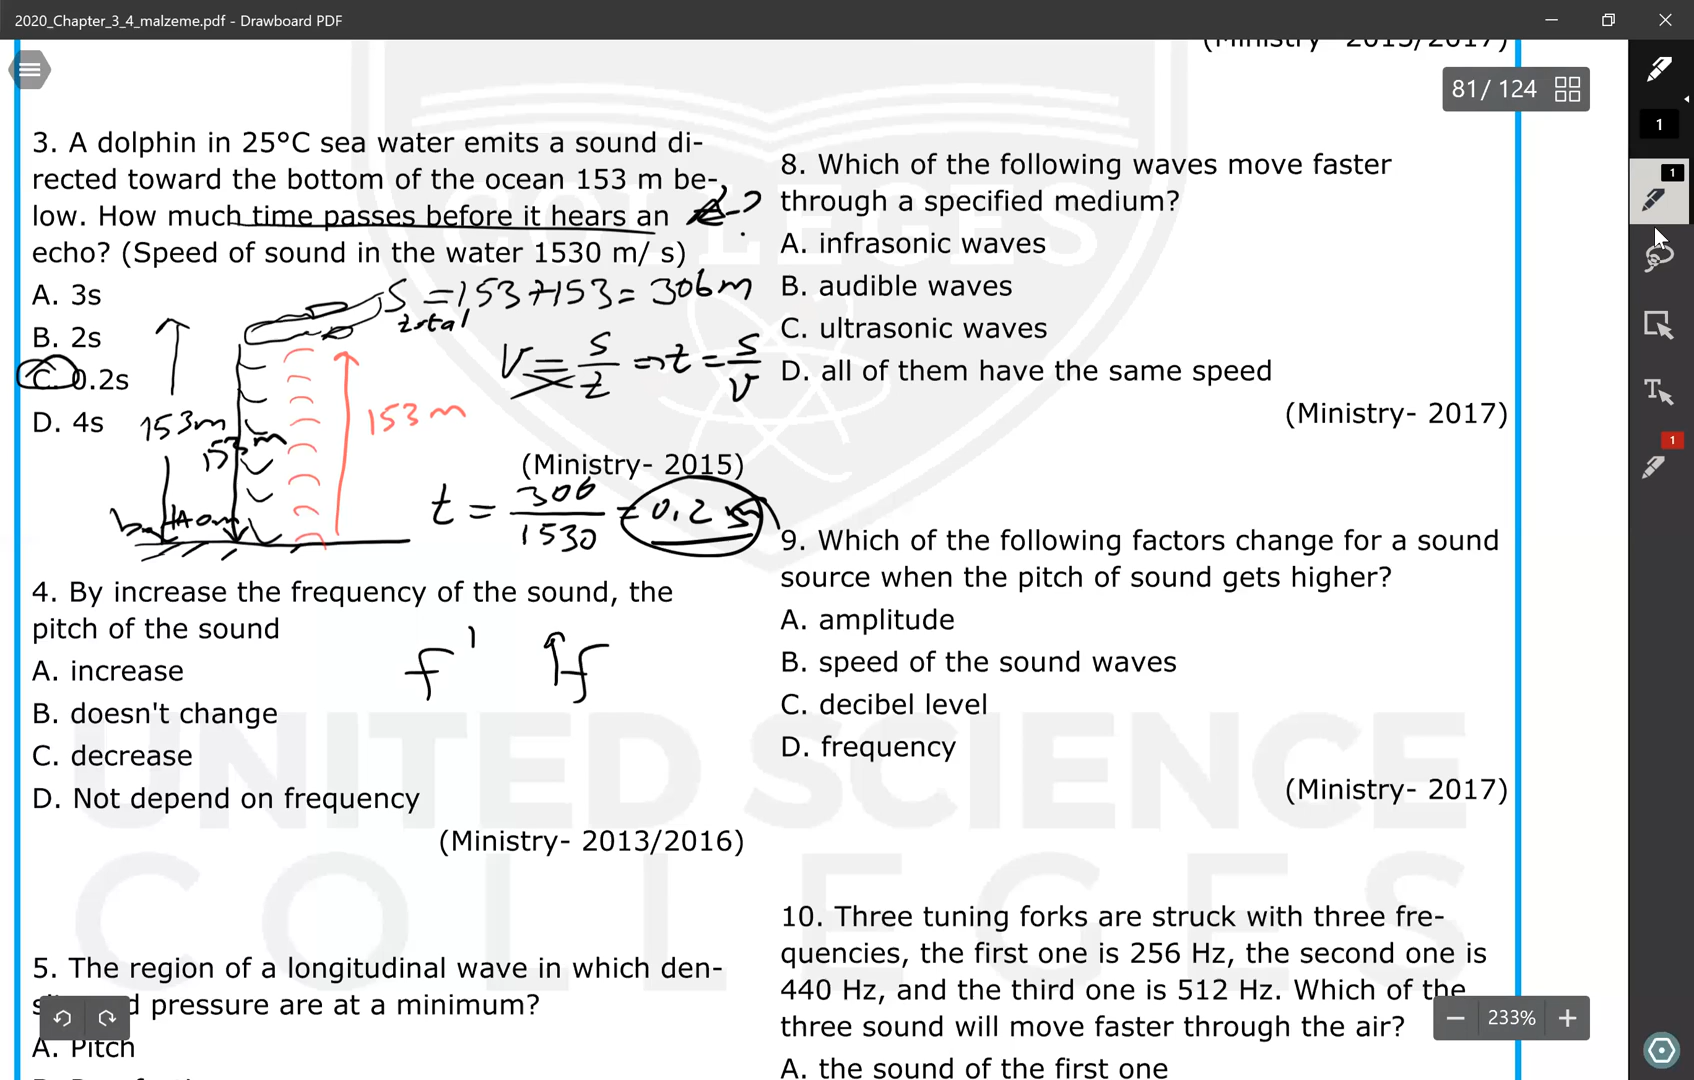 2020_Chapter_3_4_malzeme.pdf - Drawboard PDF
(Ministry- 2015/2017)
81 / 124
1
1
1
3. A dolphin in 25°C sea water emits a sound di-
rected toward the bottom of the ocean 153 m be-
low. How much time passes before it hears an
echo? (Speed of sound in the water 1530 m/ s)
A. 3s
B. 2s
C. 0.2s
D. 4s
S total = 153 + 153 = 306 m
V = s/t ⇒ t = s/v
153 m
153 m
153 m
bottom
(Ministry- 2015)
t = 306/1530 = 0.2 s
4. By increase the frequency of the sound, the
pitch of the sound
f' ↑f
A. increase
B. doesn't change
C. decrease
D. Not depend on frequency
(Ministry- 2013/2016)
5. The region of a longitudinal wave in which den-
pressure are at a minimum?
A. Pitch
8. Which of the following waves move faster
through a specified medium?
A. infrasonic waves
B. audible waves
C. ultrasonic waves
D. all of them have the same speed
(Ministry- 2017)
9. Which of the following factors change for a sound
source when the pitch of sound gets higher?
A. amplitude
B. speed of the sound waves
C. decibel level
D. frequency
(Ministry- 2017)
10. Three tuning forks are struck with three fre-
quencies, the first one is 256 Hz, the second one is
440 Hz, and the third one is 512 Hz. Which of the
three sound will move faster through the air?
A. the sound of the first one
233%
UNITED SCIENCE
COLLEGES
COLLEGES